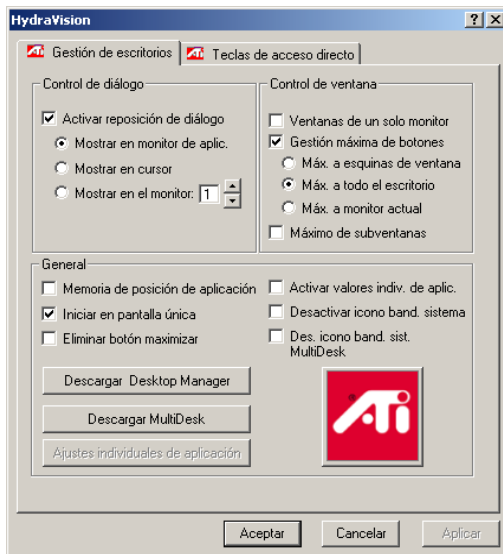 HydraVision
Gestión de escritorios
Teclas de acceso directo
Control de diálogo
Activar reposición de diálogo
Mostrar en monitor de aplic.
Mostrar en cursor
Mostrar en el monitor: 1
Control de ventana
Ventanas de un solo monitor
Gestión máxima de botones
Máx. a esquinas de ventana
Máx. a todo el escritorio
Máx. a monitor actual
Máximo de subventanas
General
Memoria de posición de aplicación
Iniciar en pantalla única
Eliminar botón maximizar
Activar valores indiv. de aplic.
Desactivar icono band. sistema
Des. icono band. sist.
MultiDesk
Descargar Desktop Manager
Descargar MultiDesk
Ajustes individuales de aplicación
ATI
Aceptar
Cancelar
Aplicar